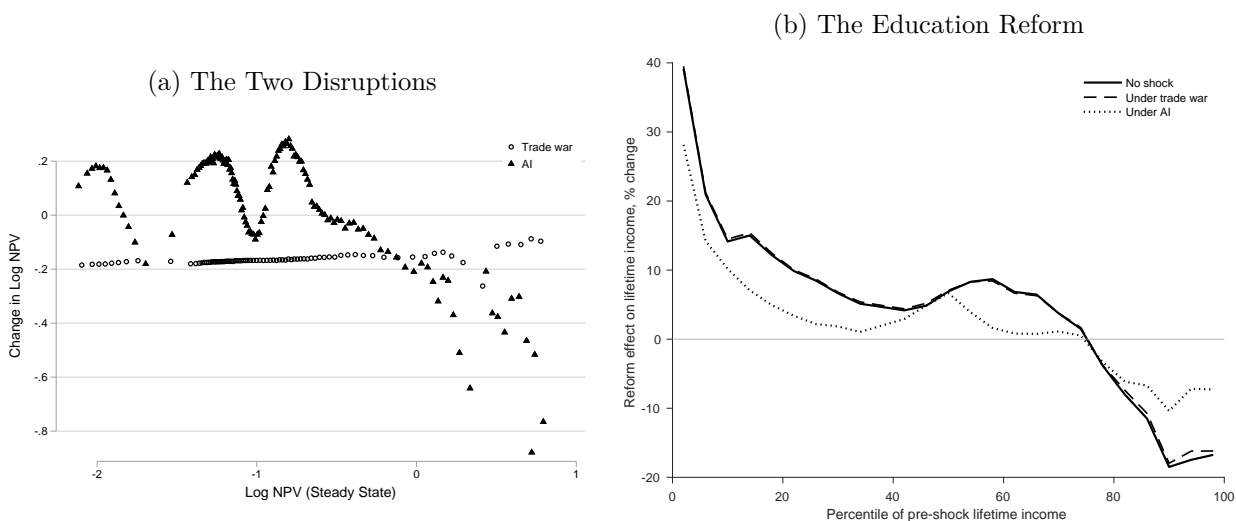 (a) The Two Disruptions
Trade war
AI
.2
0
-.2
-.4
-.6
-.8
Change in Log NPV
-2
-1
0
1
Log NPV (Steady State)
(b) The Education Reform
No shock
Under trade war
Under AI
40
30
20
10
0
-10
-20
Reform effect on lifetime income, % change
0
20
40
60
80
100
Percentile of pre-shock lifetime income